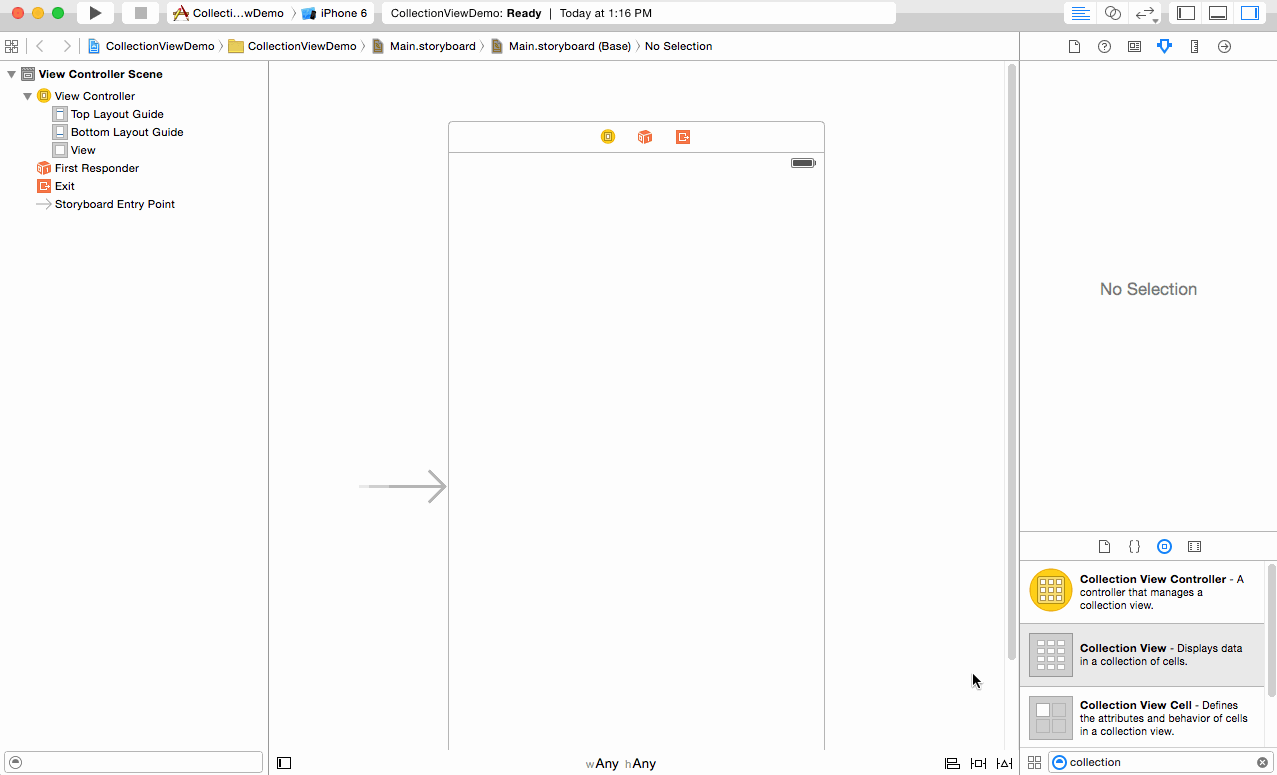 Collecti...wDemo
iPhone 6
CollectionViewDemo: Ready | Today at 1:16 PM
CollectionViewDemo
CollectionViewDemo
Main.storyboard
Main.storyboard (Base)
No Selection
View Controller Scene
View Controller
Top Layout Guide
Bottom Layout Guide
View
First Responder
Exit
Storyboard Entry Point
No Selection
Collection View Controller - A
controller that manages a
collection view.
Collection View - Displays data
in a collection of cells.
Collection View Cell - Defines
the attributes and behavior of cells
in a collection view.
wAny hAny
collection